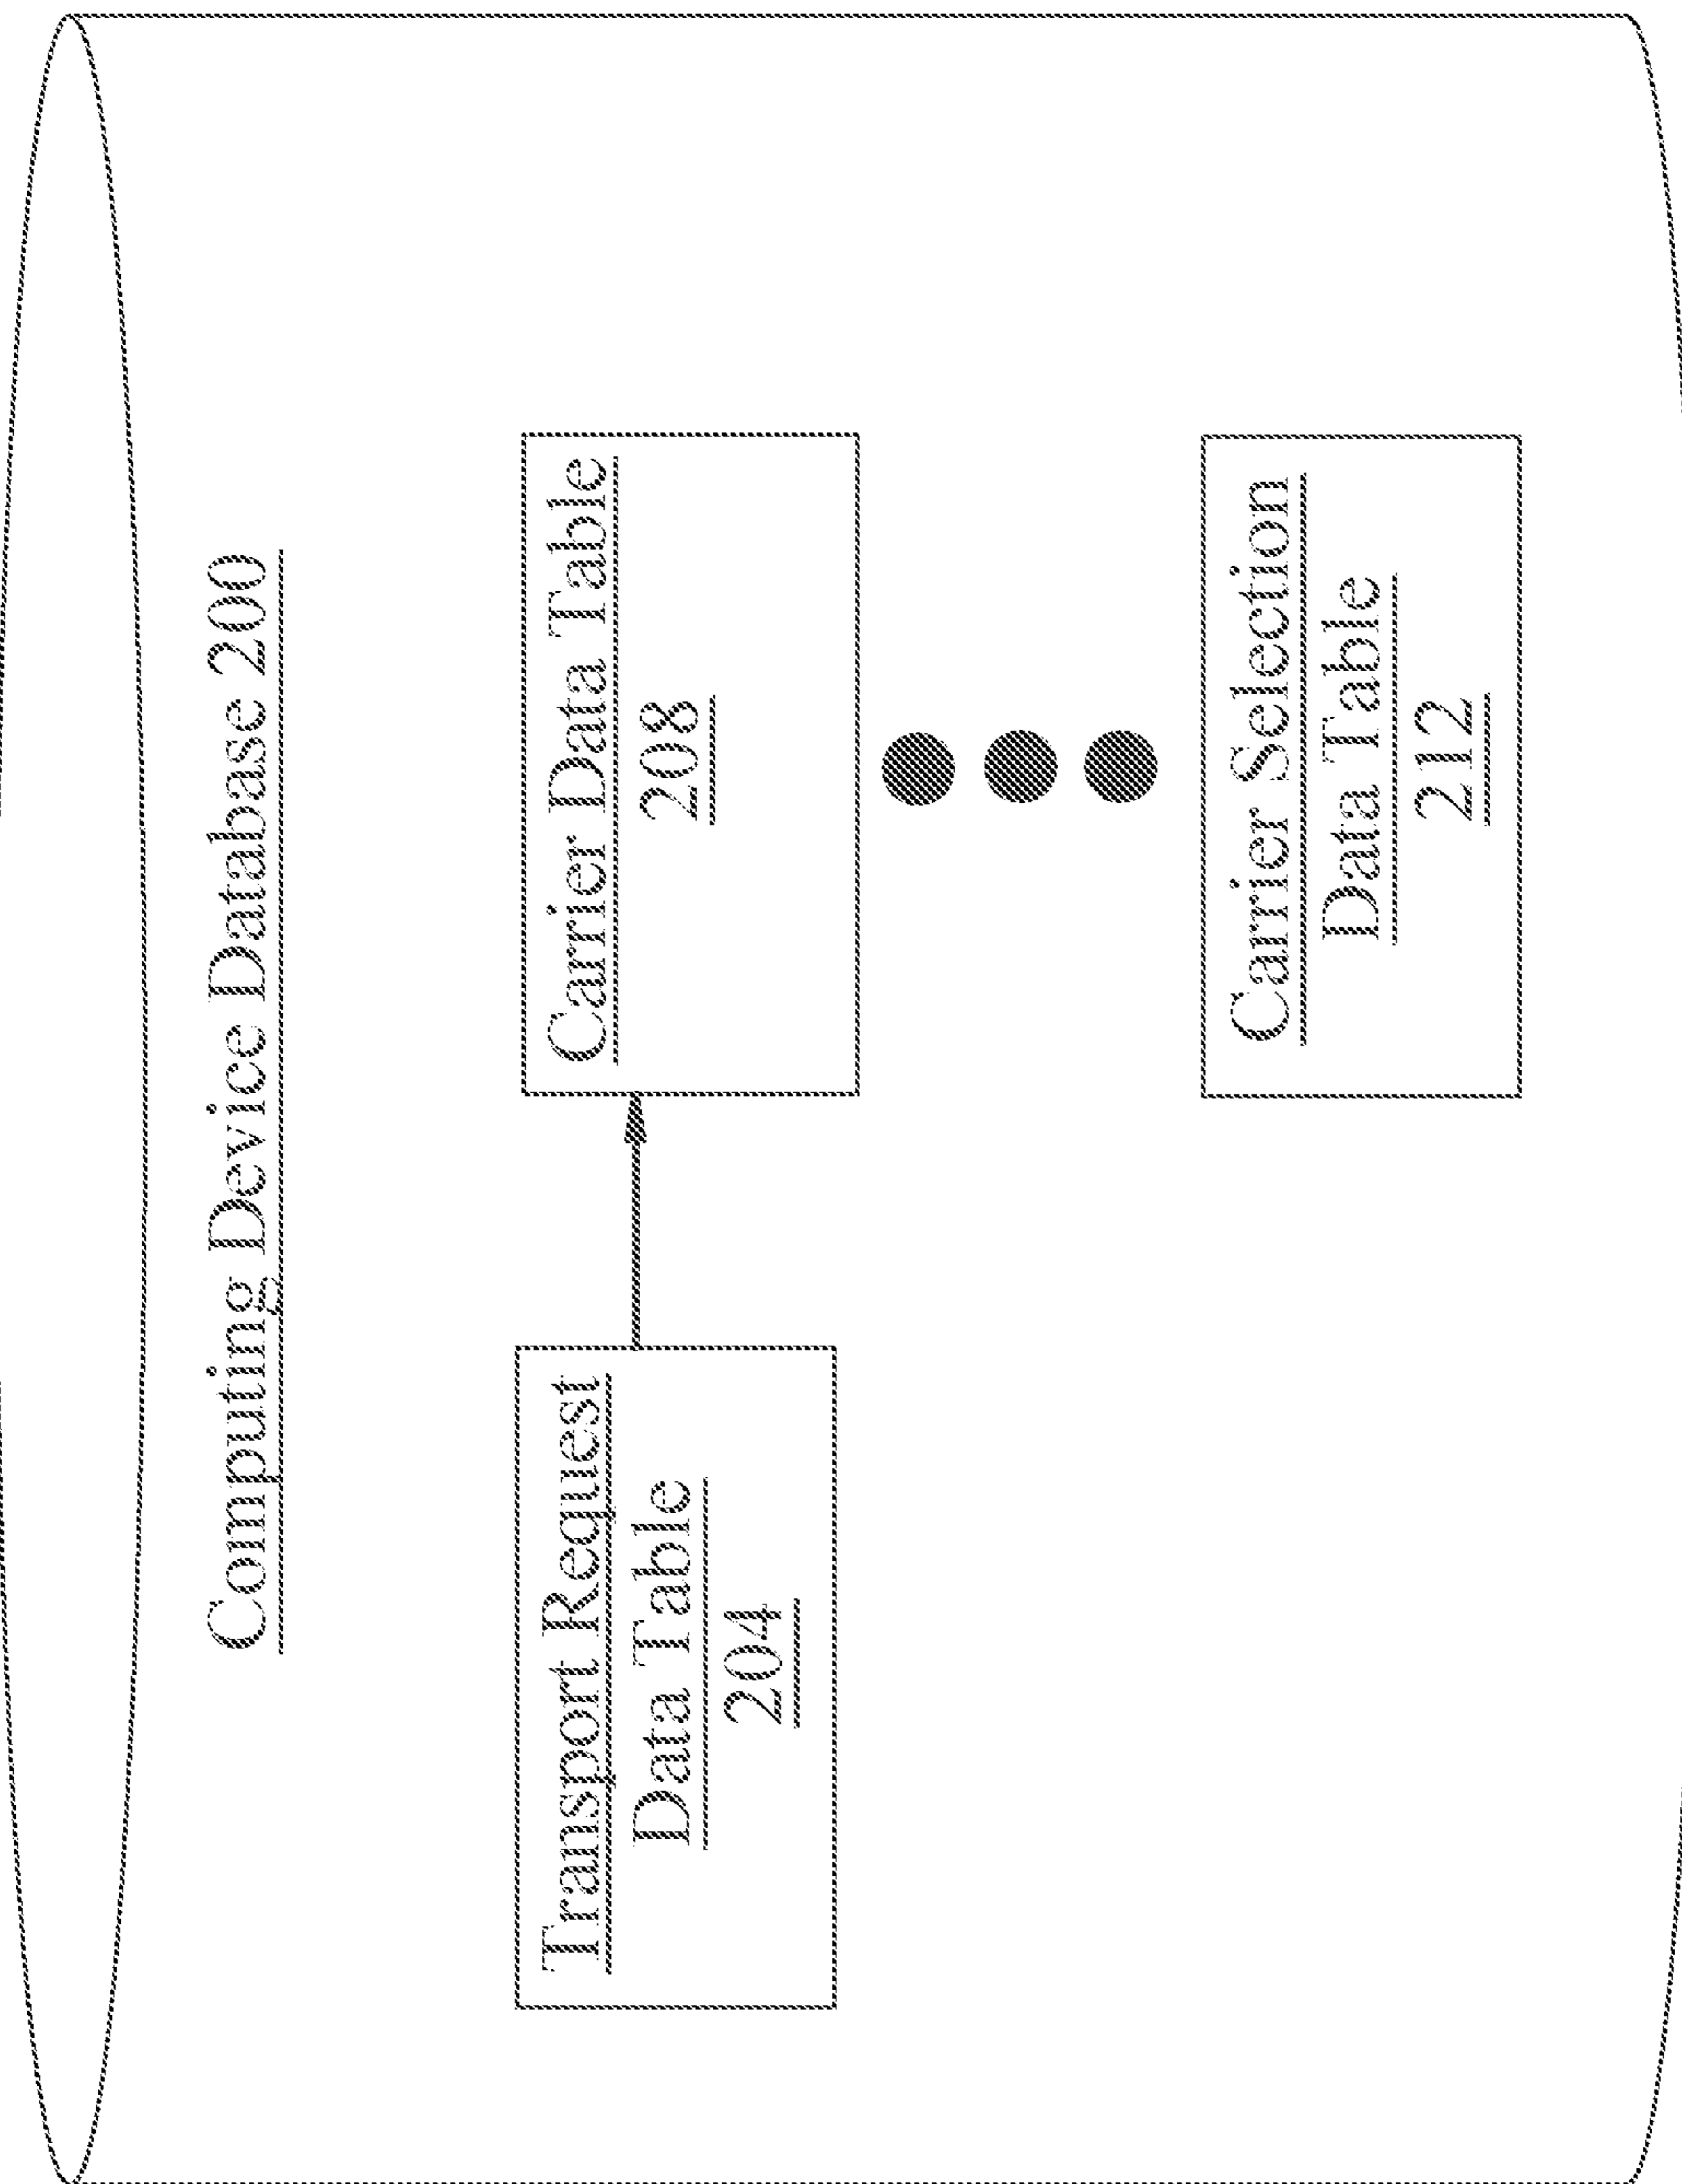 Computing Device Database 200
Transport Request
Data Table
204
Carrier Data Table
208
Carrier Selection
Data Table
212